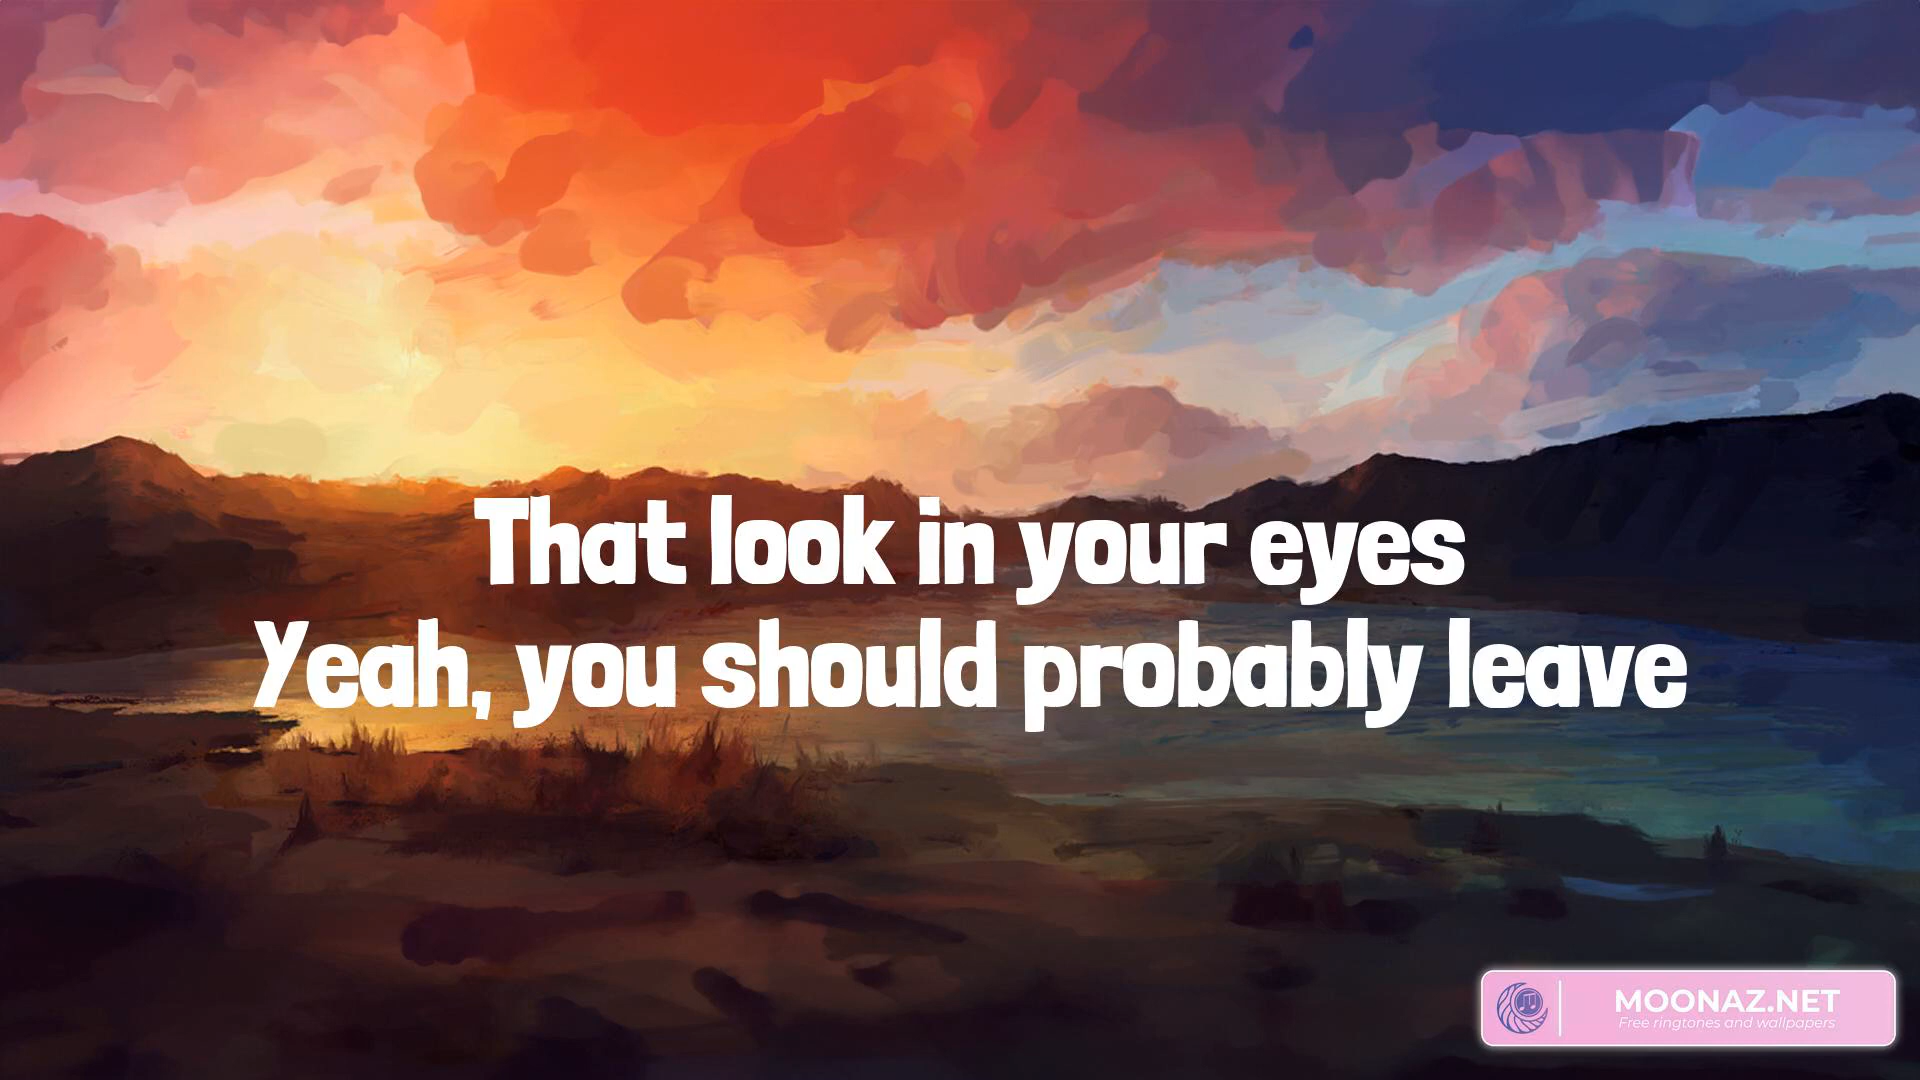 That look in your eyes
Yeah, you should probably leave
MOONAZ.NET
Free ringtones and wallpapers